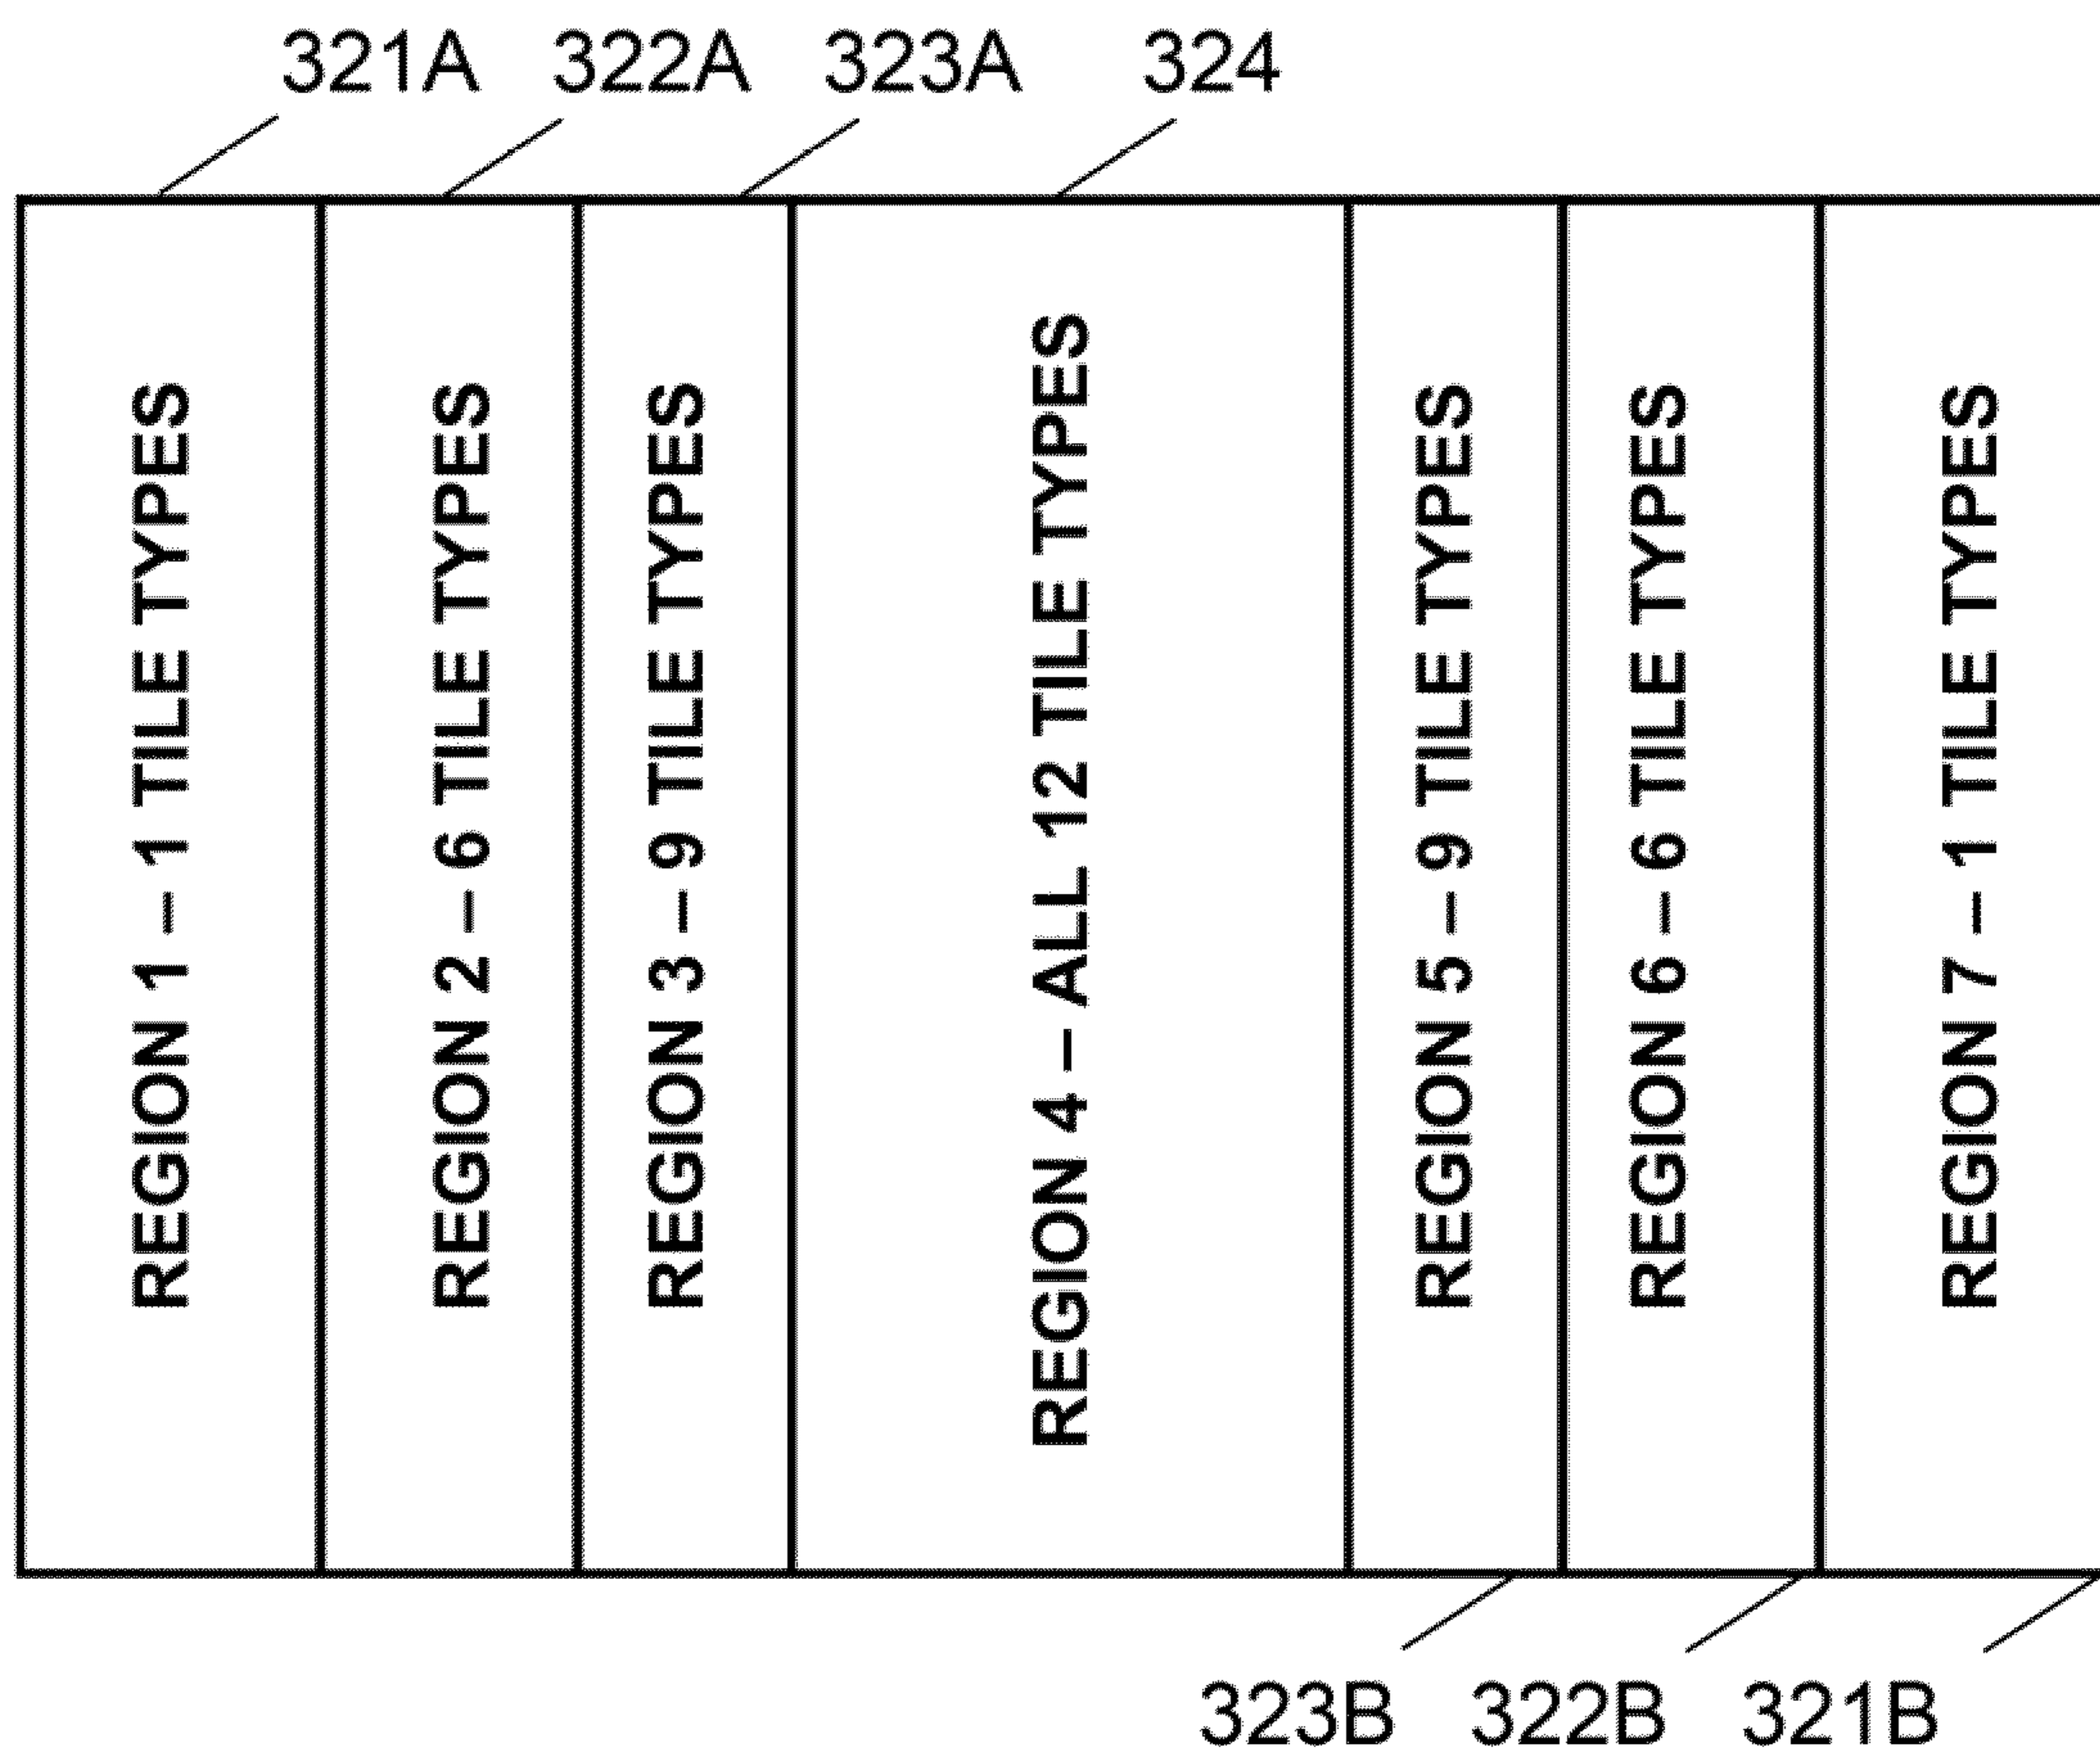 321A 322A 323A 324
REGION 1 – 1 TILE TYPES
REGION 2 – 6 TILE TYPES
REGION 3 – 9 TILE TYPES
REGION 4 – ALL 12 TILE TYPES
REGION 5 – 9 TILE TYPES
REGION 6 – 6 TILE TYPES
REGION 7 – 1 TILE TYPES
323B 322B 321B